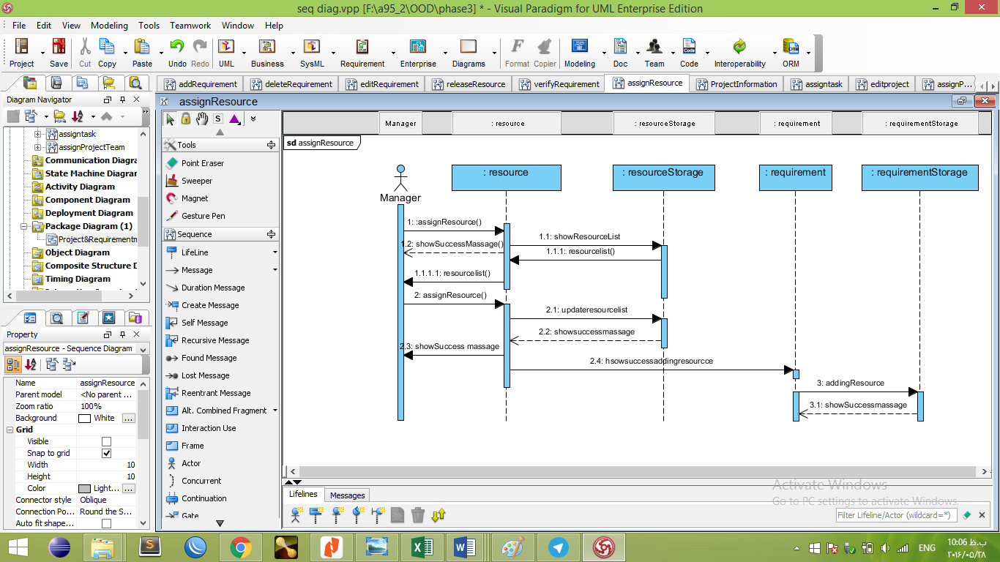 seq diag.vpp [F:\a95_2\OOD\phase3] * - Visual Paradigm for UML Enterprise Edition
File Edit View Modeling Tools Teamwork Window Help
Project Save Cut Copy Paste Undo Redo UML Business SysML Requirement Enterprise Diagrams Format Copier Modeling Doc Team Code Interoperability ORM
addRequirement deleteRequirement editRequirement releaseResource verifyRequirement assignResource ProjectInformation assigntask editproject assignP...
Diagram Navigator
assigntask
assignProjectTeam
Communication Diagra
State Machine Diagran
Activity Diagram
Component Diagram
Deployment Diagram
Package Diagram (1)
Project&Requirementn
Object Diagram
Composite Structure D
Timing Diagram
Property
assignResource - Sequence Diagram
Name assignResource
Parent model <No parent ...
Zoom ratio 100%
Background White ...
Grid
Visible
Snap to grid
Width 10
Height 10
Color Light... ...
Connector style Oblique
Connection Po... Round the S...
Auto fit shape...
assignResource
S
Tools
Point Eraser
Sweeper
Magnet
Gesture Pen
Sequence
LifeLine
Message
Duration Message
Create Message
Self Message
Recursive Message
Found Message
Lost Message
Reentrant Message
Alt. Combined Fragment
Interaction Use
Frame
Actor
Concurrent
Continuation
Gate
Manager : resource : resourceStorage : requirement : requirementStorage
sd assignResource
: resource : resourceStorage : requirement : requirementStorage
Manager
1: :assignResource()
1.1: showResourceList
1.2: showSuccessMassage()
1.1.1: resourcelist()
1.1.1.1: resourcelist()
2: assignResource()
2.1: updateresourcelist
2.2: showsuccessmassage
2.3: showSuccess massage
2.4: hsowsuccessaddingresourcce
3: addingResource
3.1: showSuccessmassage
Activate Windows
Go to PC settings to activate Windows.
Lifelines Messages
Filter Lifeline/Actor (wildcard=*)
ENG
10:06 ب.ظ
۲۰۱۶/۰۵/۲۸